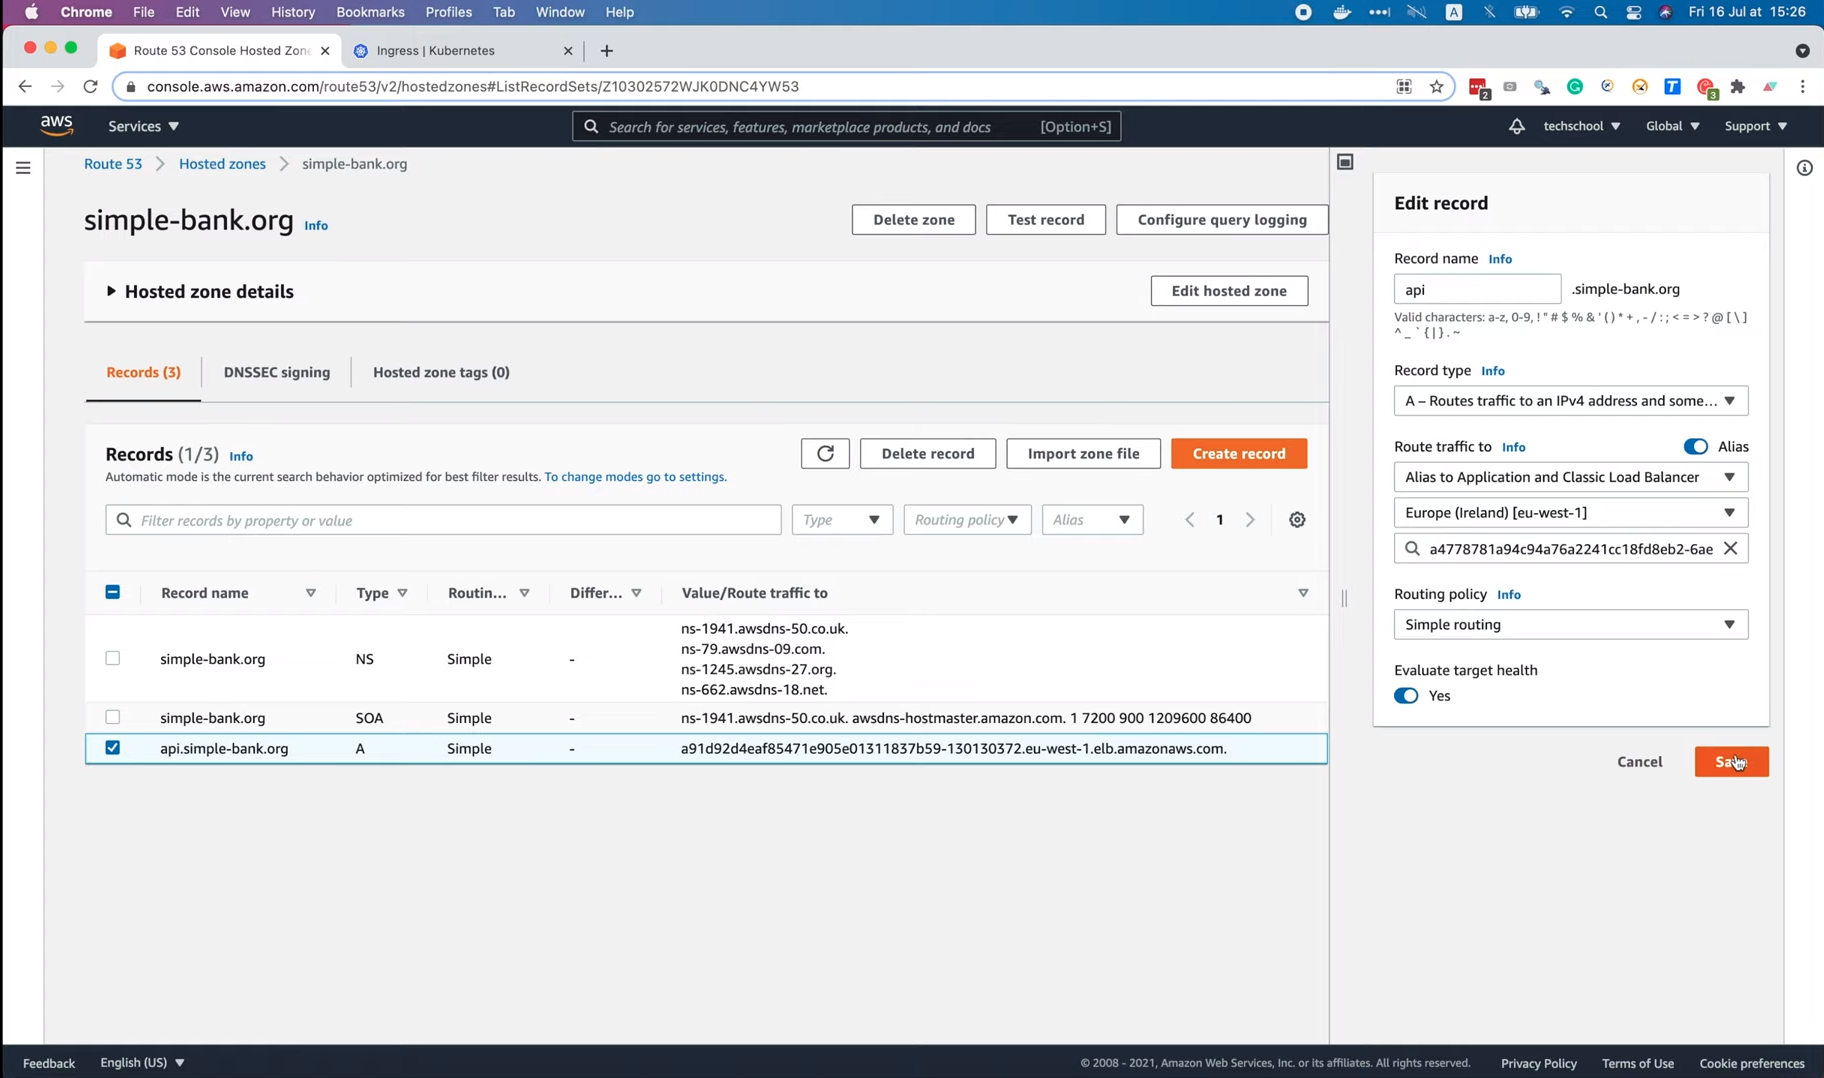 Chrome File Edit View History Bookmarks Profiles Tab Window Help A Fri 16 Jul at 15:26
Route 53 Console Hosted Zone Ingress | Kubernetes
console.aws.amazon.com/route53/v2/hostedzones#ListRecordSets/Z10302572WJK0DNC4YW53 2 T 3
aws Services Search for services, features, marketplace products, and docs [Option+S] techschool Global Support
Route 53 Hosted zones simple-bank.org
simple-bank.org Info
Delete zone Test record Configure query logging
Hosted zone details Edit hosted zone
Records (3) DNSSEC signing Hosted zone tags (0)
Records (1/3) Info
Delete record Import zone file Create record
Automatic mode is the current search behavior optimized for best filter results. To change modes go to settings.
Filter records by property or value Type Routing policy Alias 1
Record name Type Routin... Differ... Value/Route traffic to
simple-bank.org NS Simple -
ns-1941.awsdns-50.co.uk.
ns-79.awsdns-09.com.
ns-1245.awsdns-27.org.
ns-662.awsdns-18.net.
simple-bank.org SOA Simple - ns-1941.awsdns-50.co.uk. awsdns-hostmaster.amazon.com. 1 7200 900 1209600 86400
api.simple-bank.org A Simple - a91d92d4eaf85471e905e01311837b59-130130372.eu-west-1.elb.amazonaws.com.
Edit record
Record name Info
api .simple-bank.org
Valid characters: a-z, 0-9, ! " # $ % & ' ( ) * + , - / : ; < = > ? @ [ \ ]
^ _ ` { | } . ~
Record type Info
A – Routes traffic to an IPv4 address and some...
Route traffic to Info Alias
Alias to Application and Classic Load Balancer
Europe (Ireland) [eu-west-1]
a4778781a94c94a76a2241cc18fd8eb2-6ae
Routing policy Info
Simple routing
Evaluate target health
Yes
Cancel Save
Feedback English (US) © 2008 - 2021, Amazon Web Services, Inc. or its affiliates. All rights reserved. Privacy Policy Terms of Use Cookie preferences